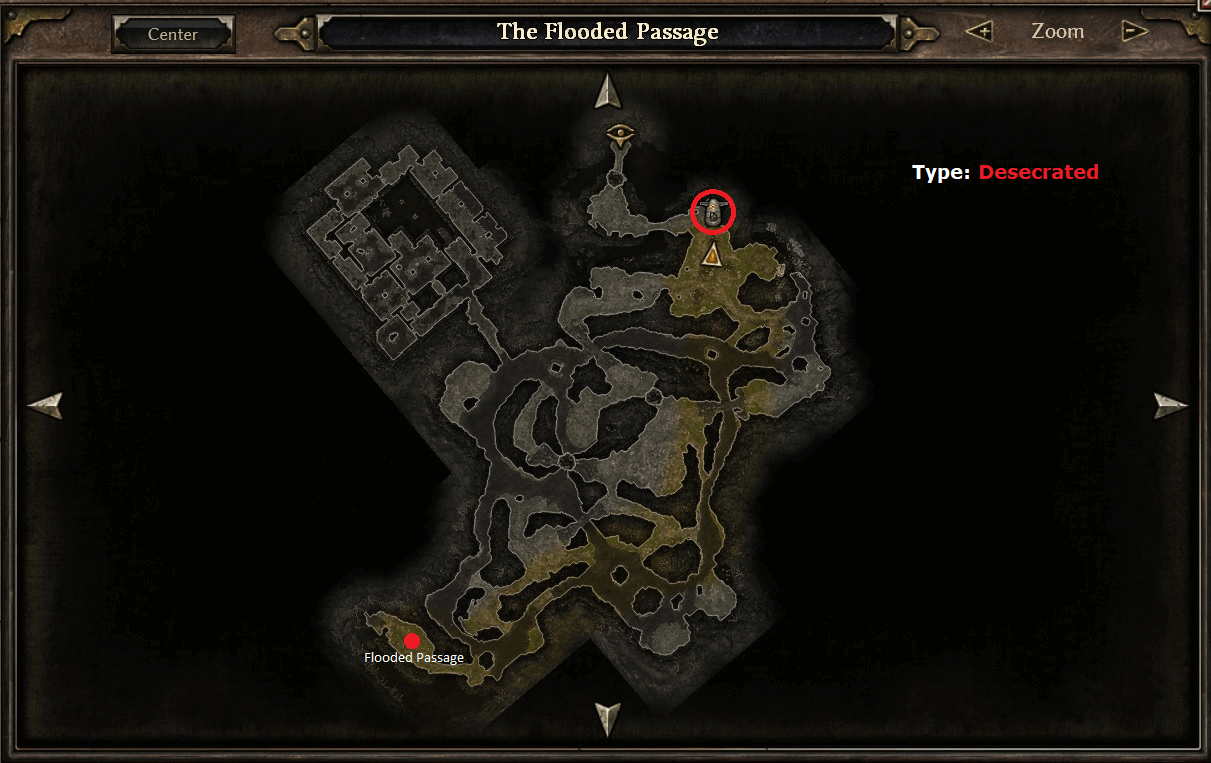 Center
The Flooded Passage
Zoom
Type: Desecrated
Flooded Passage